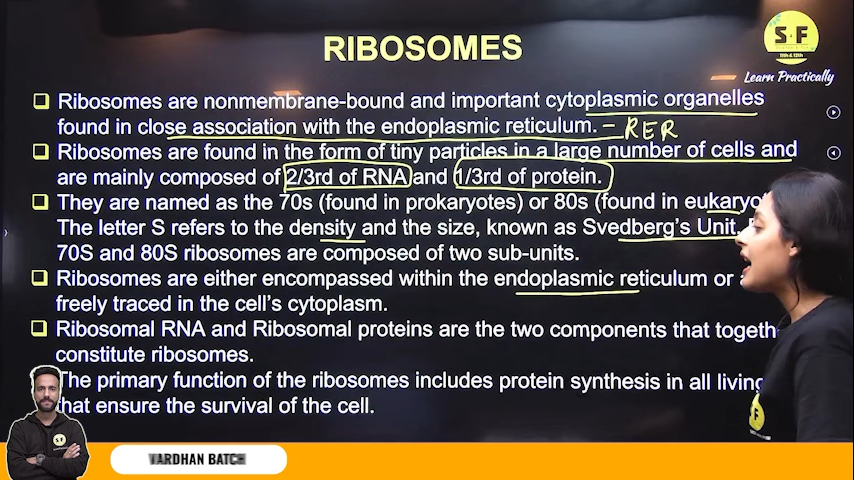 RIBOSOMES
S·F
11th & 12th
Learn Practically
Ribosomes are nonmembrane-bound and important cytoplasmic organelles
found in close association with the endoplasmic reticulum. – RER
Ribosomes are found in the form of tiny particles in a large number of cells and
are mainly composed of 2/3rd of RNA and 1/3rd of protein.
They are named as the 70s (found in prokaryotes) or 80s (found in eukaryo
The letter S refers to the density and the size, known as Svedberg's Unit.
70S and 80S ribosomes are composed of two sub-units.
Ribosomes are either encompassed within the endoplasmic reticulum or
freely traced in the cell's cytoplasm.
Ribosomal RNA and Ribosomal proteins are the two components that togeth
constitute ribosomes.
The primary function of the ribosomes includes protein synthesis in all living
that ensure the survival of the cell.
VARDHAN BATCH